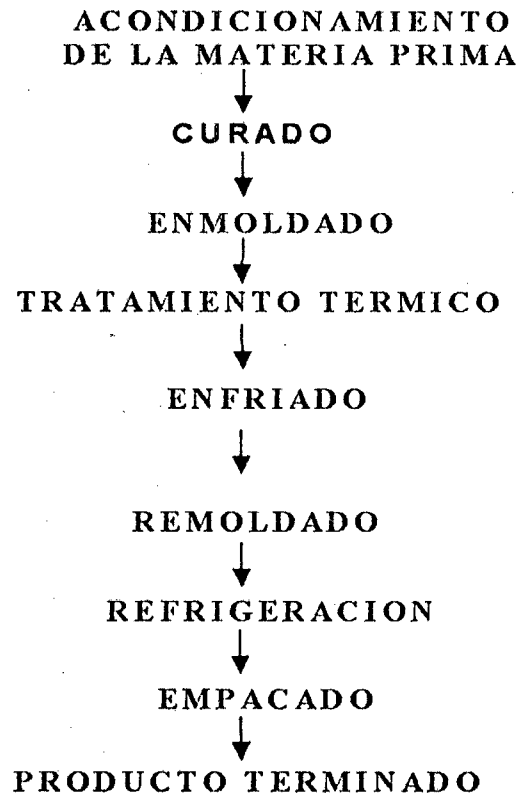 ACONDICIONAMIENTO
DE LA MATERIA PRIMA
CURADO
ENMOLDADO
TRATAMIENTO TERMICO
ENFRIADO
REMOLDADO
REFRIGERACION
EMPACADO
PRODUCTO TERMINADO